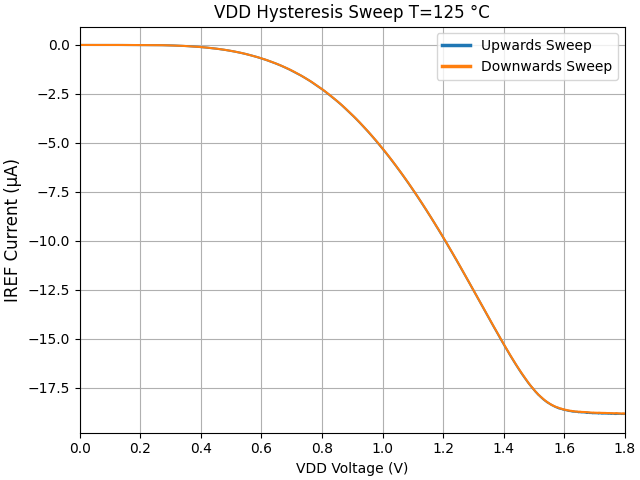 VDD Hysteresis Sweep T=125 °C
Upwards Sweep
Downwards Sweep
IREF Current (μA)
0.0
−2.5
−5.0
−7.5
−10.0
−12.5
−15.0
−17.5
0.0 0.2 0.4 0.6 0.8 1.0 1.2 1.4 1.6 1.8
VDD Voltage (V)